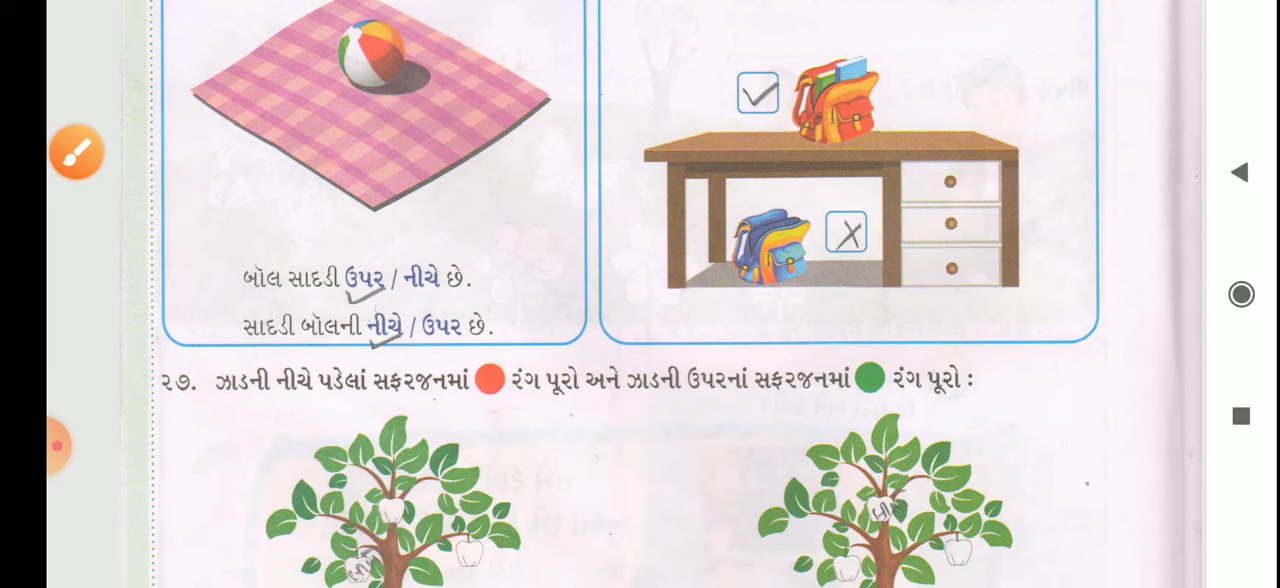 બૉલ સાદડી ઉપર / નીચે છે.
સાદડી બૉલની નીચે / ઉપર છે.
૨૭. ઝાડની નીચે પડેલાં સફરજનમાં રંગ પૂરો અને ઝાડની ઉપરનાં સફરજનમાં રંગ પૂરો :